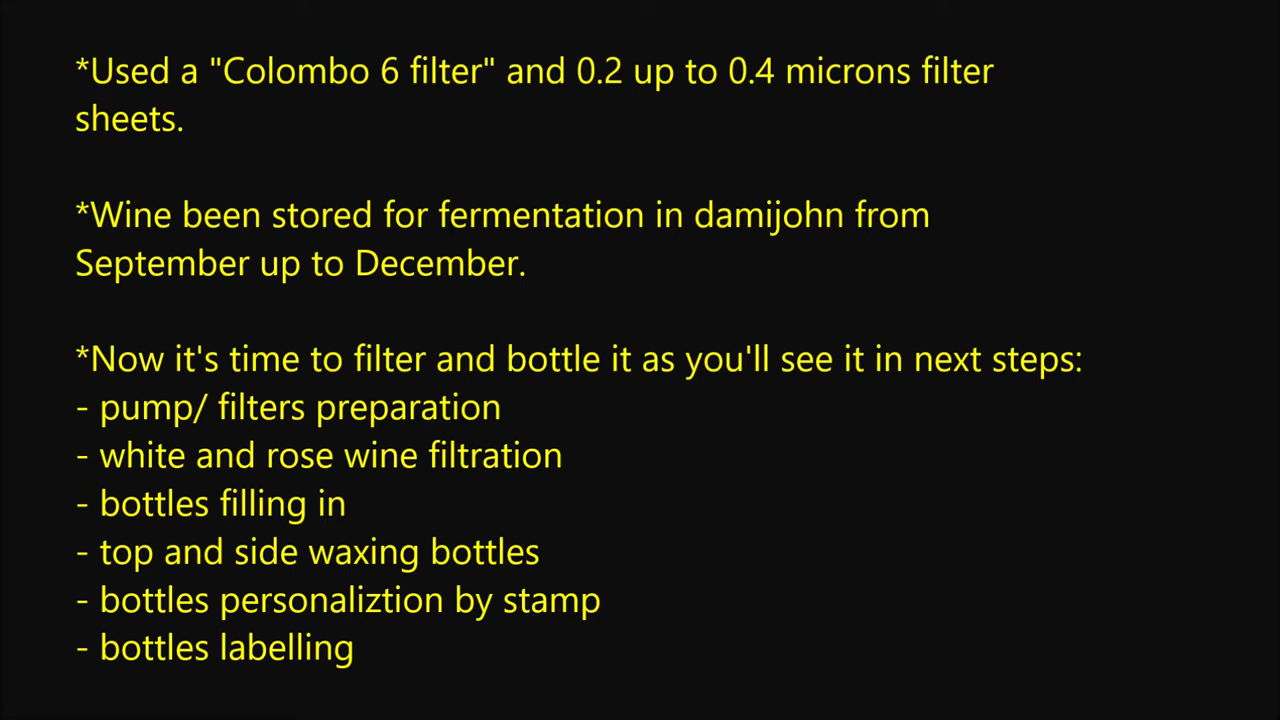 *Used a "Colombo 6 filter" and 0.2 up to 0.4 microns filter
sheets.
*Wine been stored for fermentation in damijohn from
September up to December.
*Now it's time to filter and bottle it as you'll see it in next steps:
- pump/ filters preparation
- white and rose wine filtration
- bottles filling in
- top and side waxing bottles
- bottles personaliztion by stamp
- bottles labelling